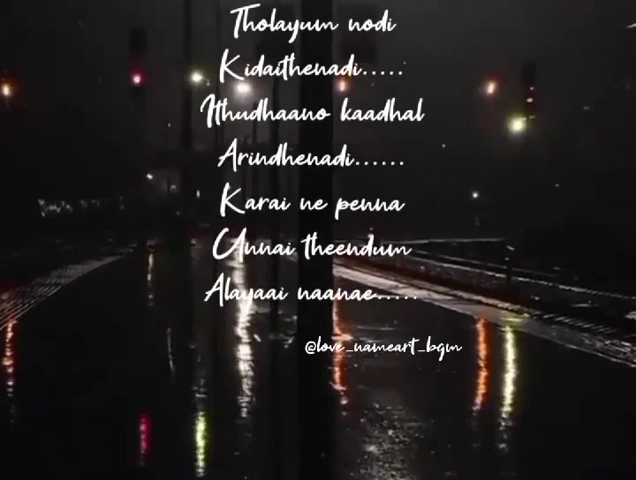 Tholayum nodi
Kidaithenadi.....
Ithudhaano kaadhal
Arindhenadi......
Karai ne penna
Unnai theendum
Alayaai naanae.....
@love_nameart_bgm